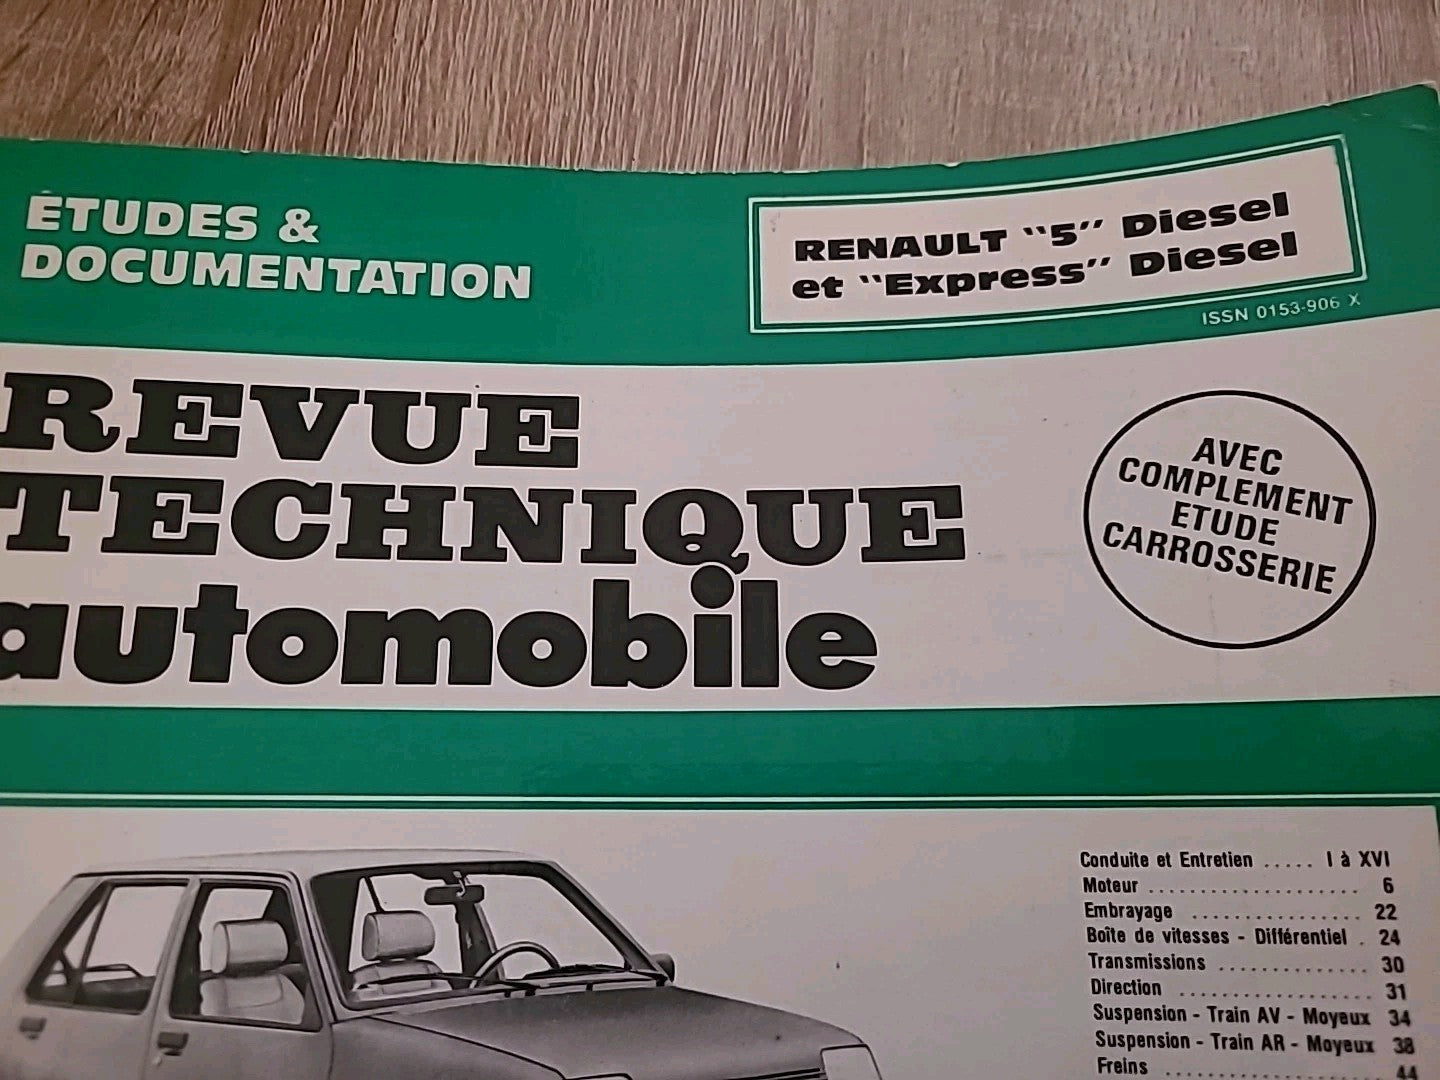 ÉTUDES &
DOCUMENTATION
RENAULT "5" Diesel
et "Express" Diesel
ISSN 0153-906 X
REVUE
TECHNIQUE
automobile
AVEC
COMPLEMENT
ETUDE
CARROSSERIE
Conduite et Entretien ..... I à XVI
Moteur .................... 6
Embrayage ................ 22
Boîte de vitesses - Différentiel . 24
Transmissions .............. 30
Direction .................. 31
Suspension - Train AV - Moyeux 34
Suspension - Train AR - Moyeux 38
Freins .................... 44